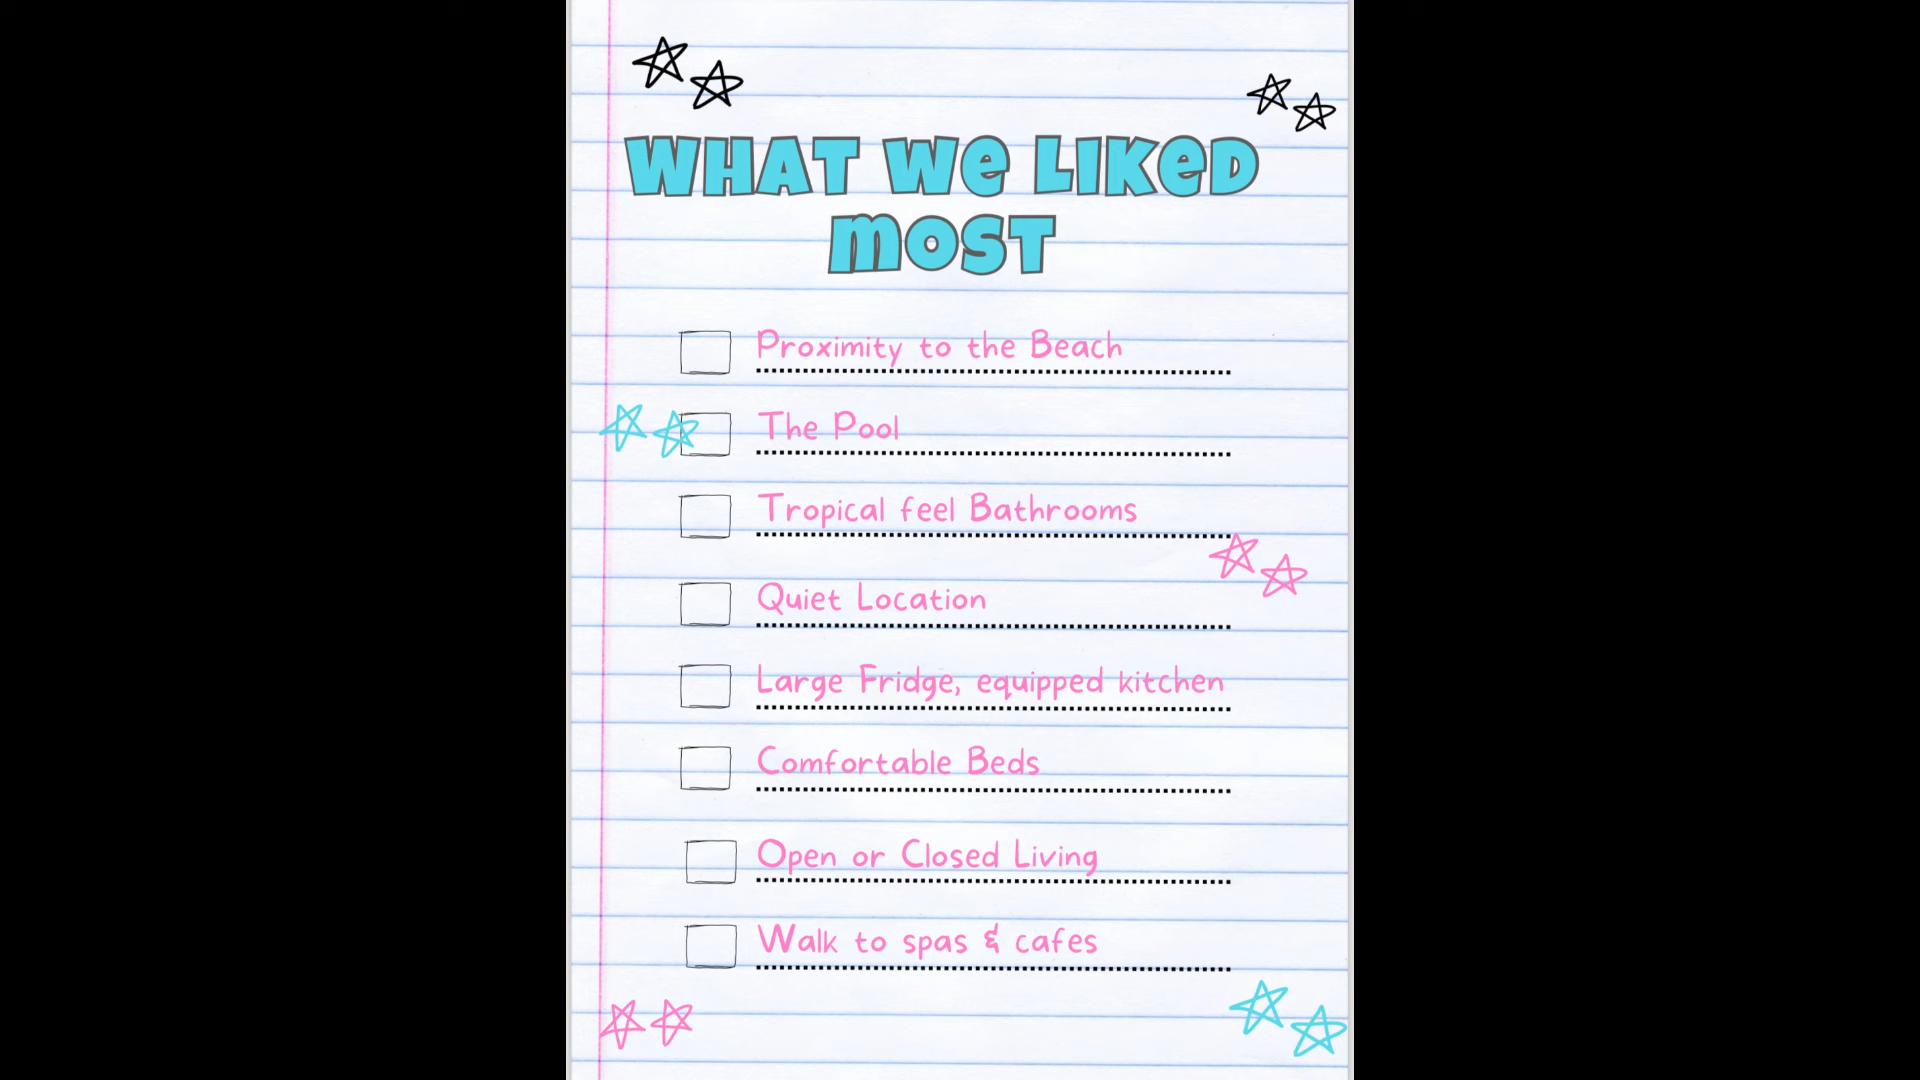 WHAT We LIKeD
mOST
Proximity to the Beach
The Pool
Tropical feel Bathrooms
Quiet Location
Large Fridge, equipped kitchen
Comfortable Beds
Open or Closed Living
Walk to spas & cafes